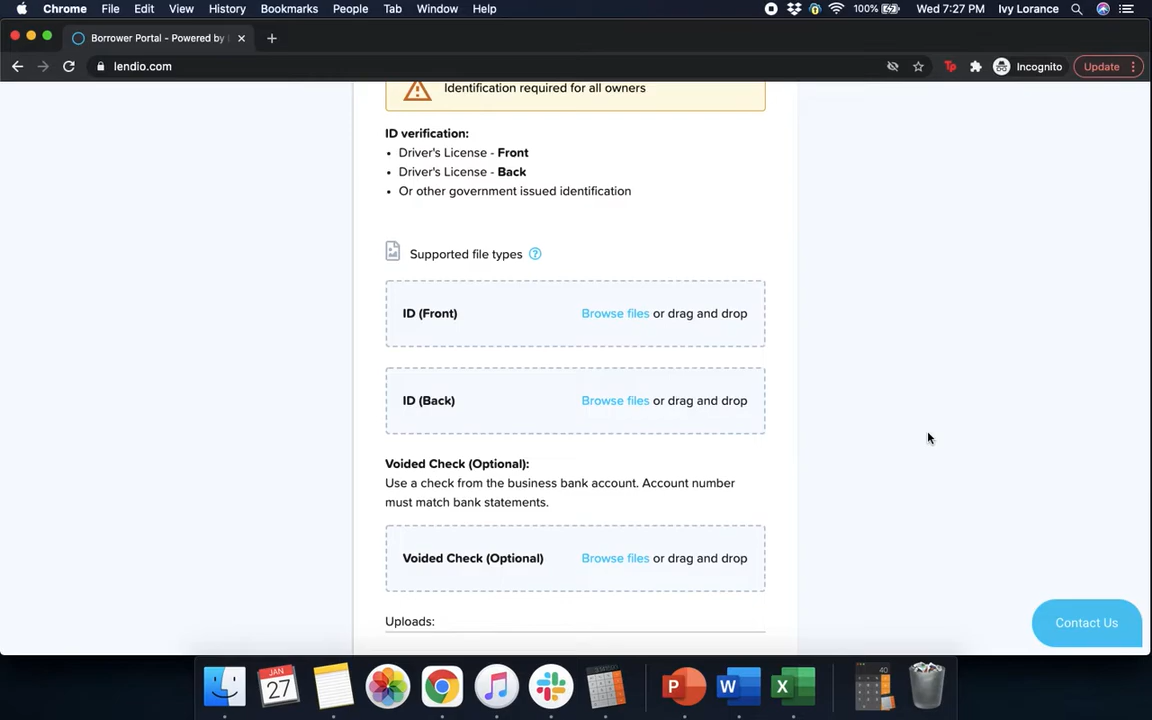 Chrome File Edit View History Bookmarks People Tab Window Help 100% Wed 7:27 PM Ivy Lorance
Borrower Portal - Powered by
lendio.com Incognito Update
Identification required for all owners
ID verification:
• Driver's License - Front
• Driver's License - Back
• Or other government issued identification
Supported file types ?
ID (Front) Browse files or drag and drop
ID (Back) Browse files or drag and drop
Voided Check (Optional):
Use a check from the business bank account. Account number
must match bank statements.
Voided Check (Optional) Browse files or drag and drop
Uploads:
Contact Us
JAN
27
P W X 40